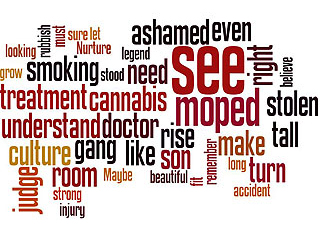 sure let
ashamed even
rubbish
must
looking
Nurture
legend
see
right
believe
grow
smoking
stood
need
treatment
cannabis
moped
stolen
understand
doctor
rise
tall
culture
gang
like
son
make
remember
long
turn
judge
room
Maybe
beautiful
fit
accident
strong
injury